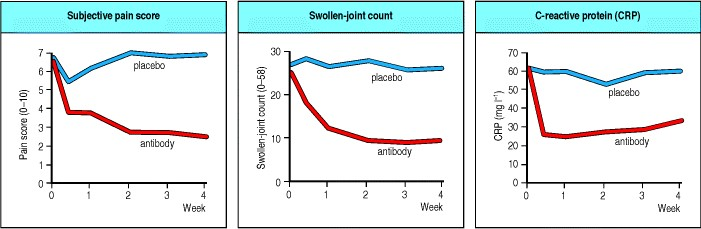 Subjective pain score
7
6
5
4
3
2
1
0
Pain score (0–10)
placebo
antibody
0 1 2 3 4
Week
Swollen-joint count
30
20
10
0
Swollen-joint count (0–58)
placebo
antibody
0 1 2 3 4
Week
C-reactive protein (CRP)
70
60
50
40
30
20
10
0
CRP (mg l⁻¹)
placebo
antibody
0 1 2 3 4
Week